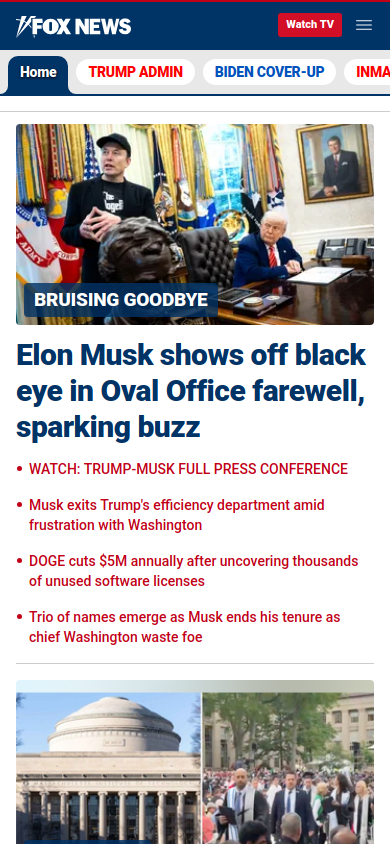 FOX NEWS
Watch TV
Home
TRUMP ADMIN
BIDEN COVER-UP
INMA
BRUISING GOODBYE
Elon Musk shows off black
eye in Oval Office farewell,
sparking buzz
WATCH: TRUMP-MUSK FULL PRESS CONFERENCE
Musk exits Trump's efficiency department amid
frustration with Washington
DOGE cuts $5M annually after uncovering thousands
of unused software licenses
Trio of names emerge as Musk ends his tenure as
chief Washington waste foe